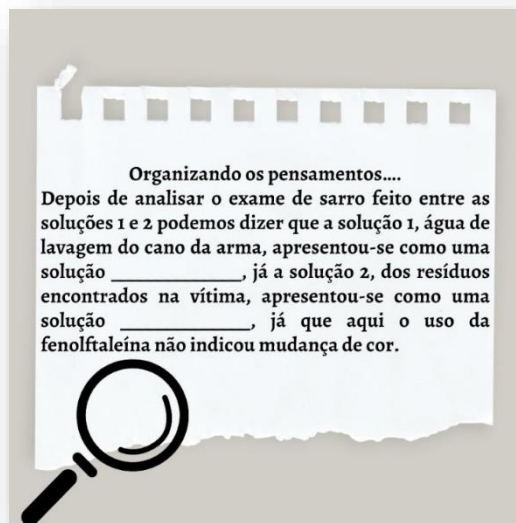 Organizando os pensamentos....
Depois de analisar o exame de sarro feito entre as
soluções 1 e 2 podemos dizer que a solução 1, água de
lavagem do cano da arma, apresentou-se como uma
solução ______________, já a solução 2, dos resíduos
encontrados na vítima, apresentou-se como uma
solução ______________, já que aqui o uso da
fenolftaleína não indicou mudança de cor.